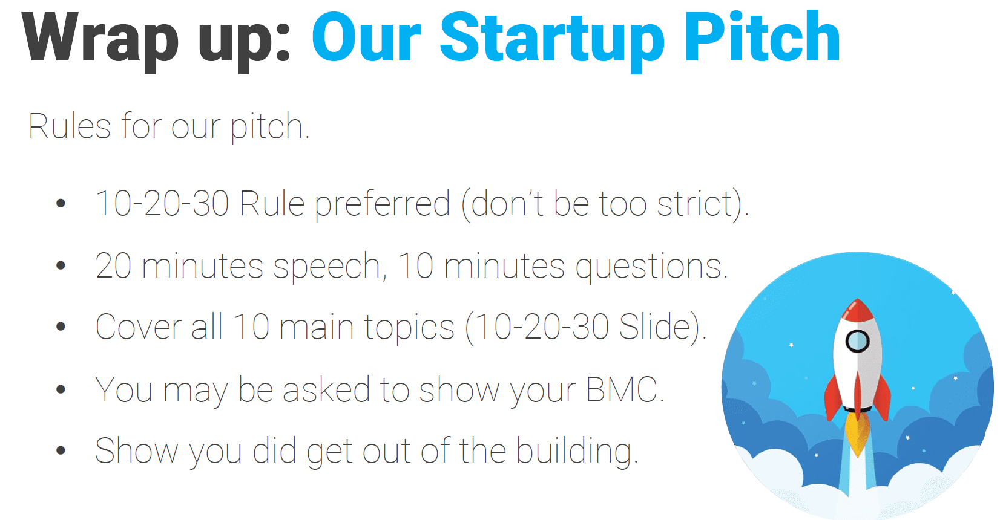 Wrap up: Our Startup Pitch
Rules for our pitch.
• 10-20-30 Rule preferred (don’t be too strict).
• 20 minutes speech, 10 minutes questions.
• Cover all 10 main topics (10-20-30 Slide).
• You may be asked to show your BMC.
• Show you did get out of the building.